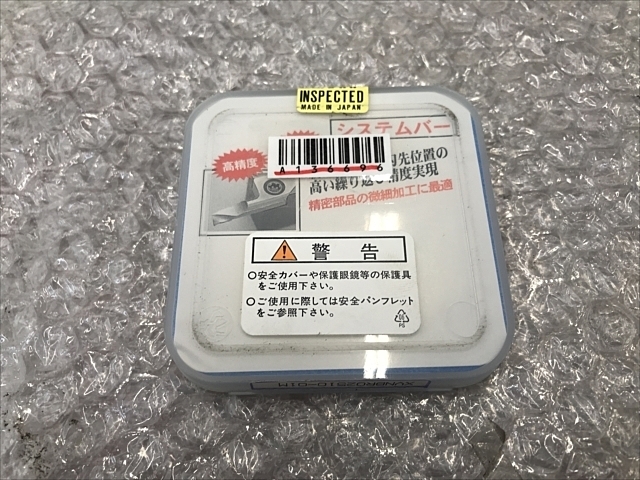 INSPECTED
MADE IN JAPAN
システムバー
高精度
A136696
刃先位置の
高い繰り返し精度実現
精密部品の微細加工に最適
警告
○安全カバーや保護眼鏡等の保護具
をご使用下さい。
○ご使用に際しては安全パンフレット
をご参照下さい。
PS